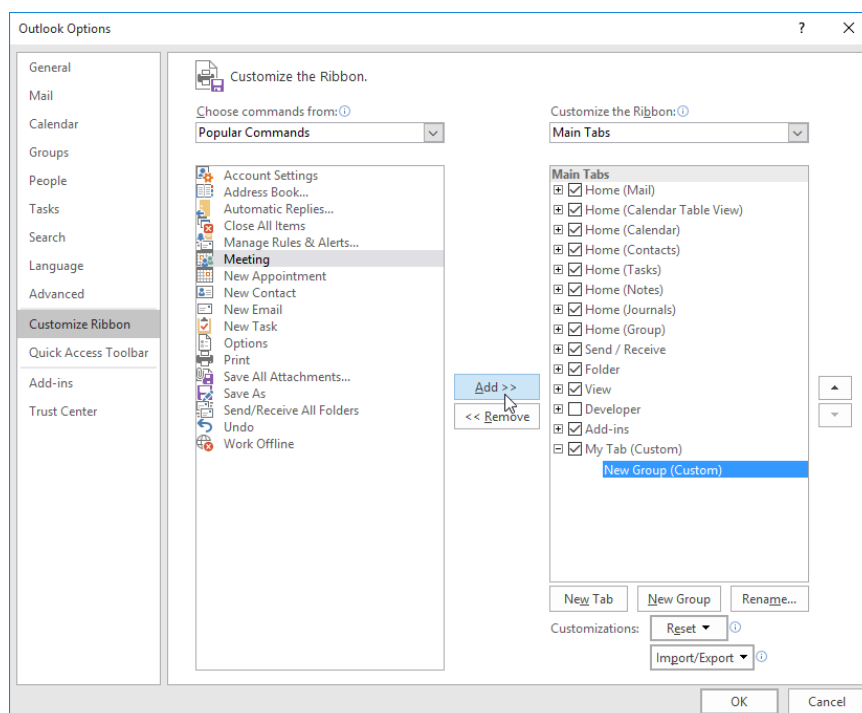 Outlook Options
?
General
Mail
Calendar
Groups
People
Tasks
Search
Language
Advanced
Customize Ribbon
Quick Access Toolbar
Add-ins
Trust Center
Customize the Ribbon.
Choose commands from:
Popular Commands
Account Settings
Address Book...
Automatic Replies...
Close All Items
Manage Rules & Alerts...
Meeting
New Appointment
New Contact
New Email
New Task
Options
Print
Save All Attachments...
Save As
Send/Receive All Folders
Undo
Work Offline
Add >>
<< Remove
Customize the Ribbon:
Main Tabs
Main Tabs
Home (Mail)
Home (Calendar Table View)
Home (Calendar)
Home (Contacts)
Home (Tasks)
Home (Notes)
Home (Journals)
Home (Group)
Send / Receive
Folder
View
Developer
Add-ins
My Tab (Custom)
New Group (Custom)
New Tab New Group Rename...
Customizations: Reset
Import/Export
OK Cancel